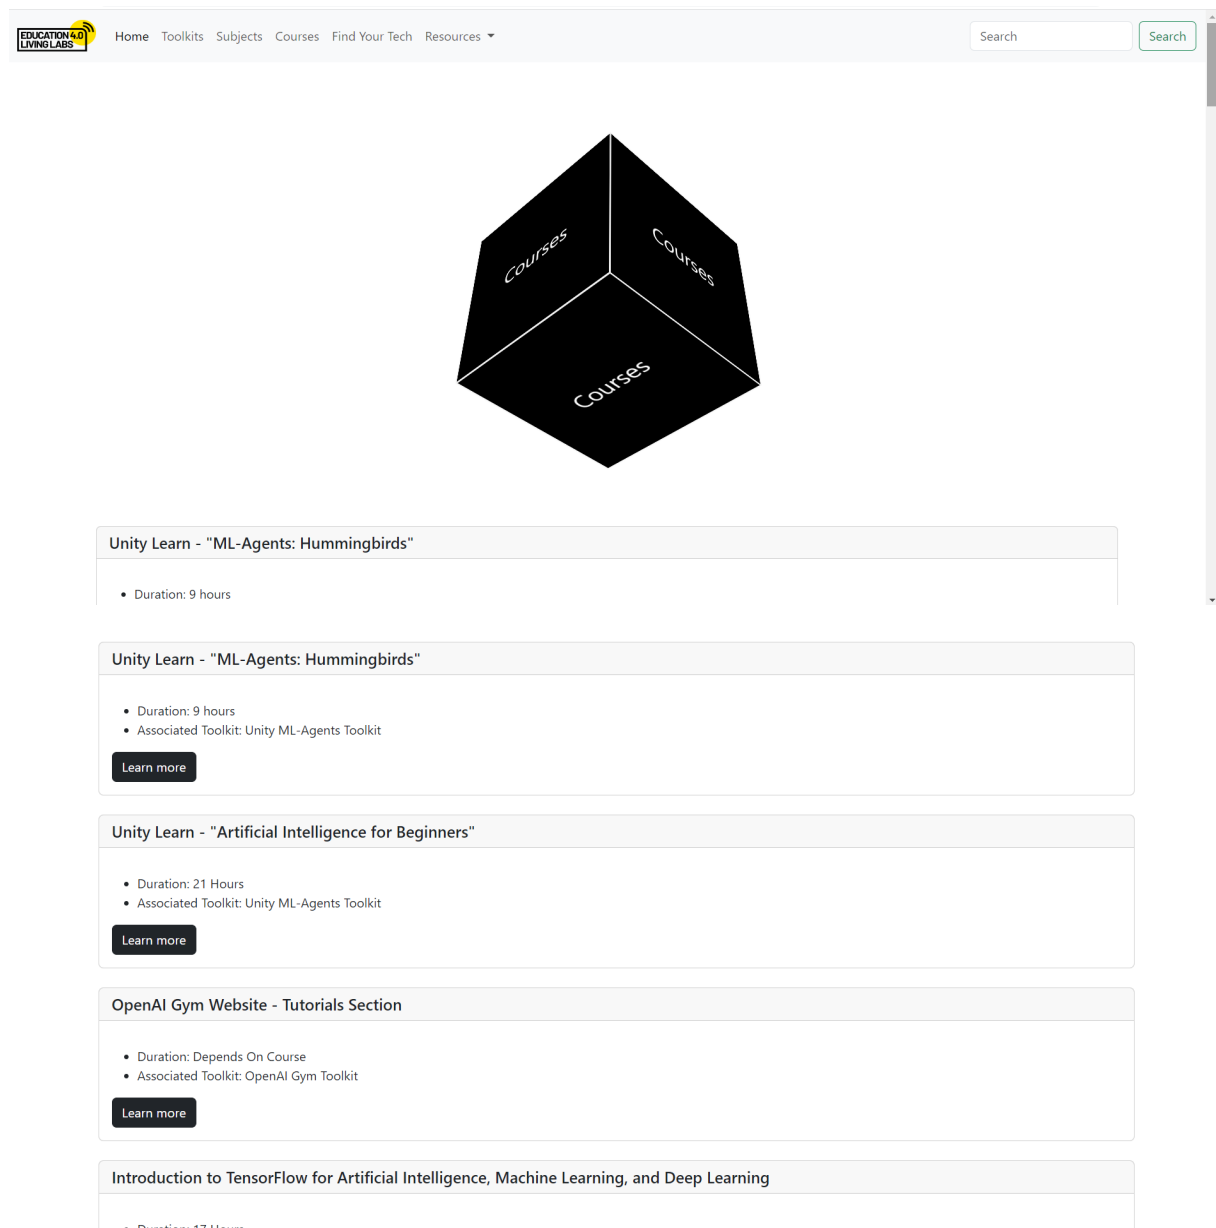 EDUCATION 4.0
LIVING LABS
Home Toolkits Subjects Courses Find Your Tech Resources
Search
Search
Courses
Courses
Courses
Unity Learn - "ML-Agents: Hummingbirds"
Duration: 9 hours
Unity Learn - "ML-Agents: Hummingbirds"
Duration: 9 hours
Associated Toolkit: Unity ML-Agents Toolkit
Learn more
Unity Learn - "Artificial Intelligence for Beginners"
Duration: 21 Hours
Associated Toolkit: Unity ML-Agents Toolkit
Learn more
OpenAI Gym Website - Tutorials Section
Duration: Depends On Course
Associated Toolkit: OpenAI Gym Toolkit
Learn more
Introduction to TensorFlow for Artificial Intelligence, Machine Learning, and Deep Learning
Duration: 17 Hours